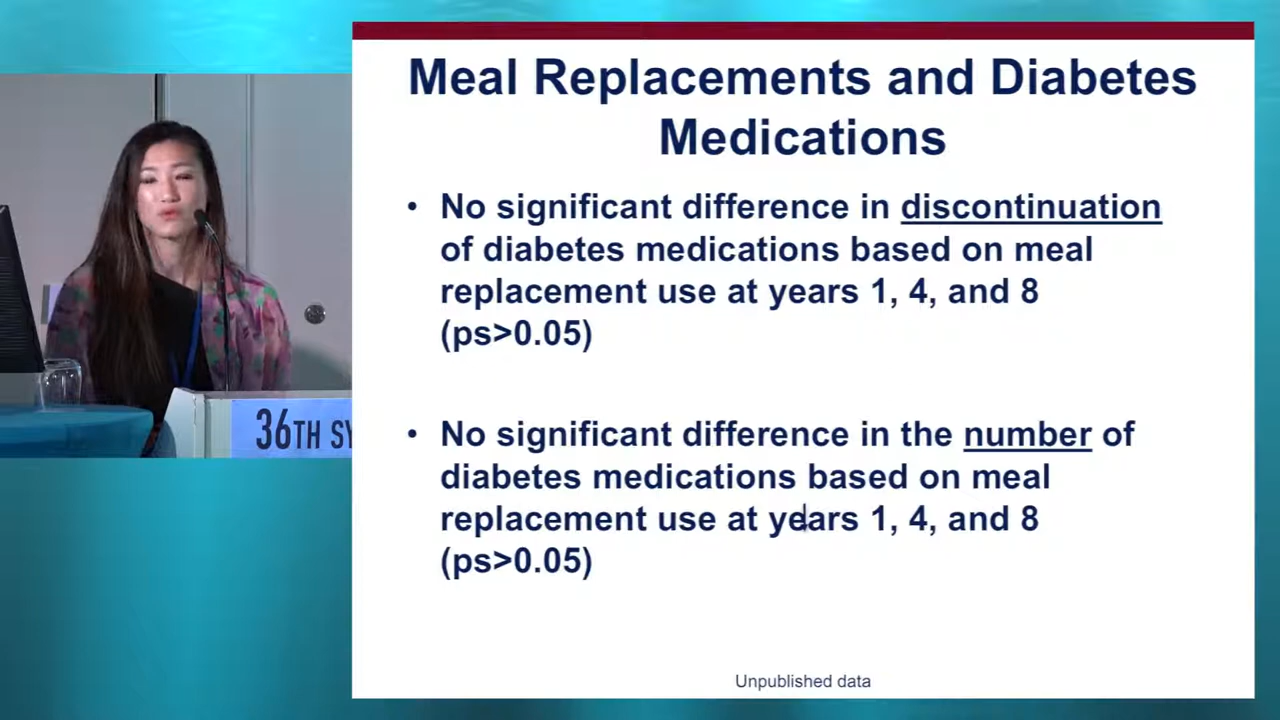 Meal Replacements and Diabetes
Medications
• No significant difference in discontinuation
of diabetes medications based on meal
replacement use at years 1, 4, and 8
(ps>0.05)
• No significant difference in the number of
diabetes medications based on meal
replacement use at years 1, 4, and 8
(ps>0.05)
Unpublished data
36TH SY